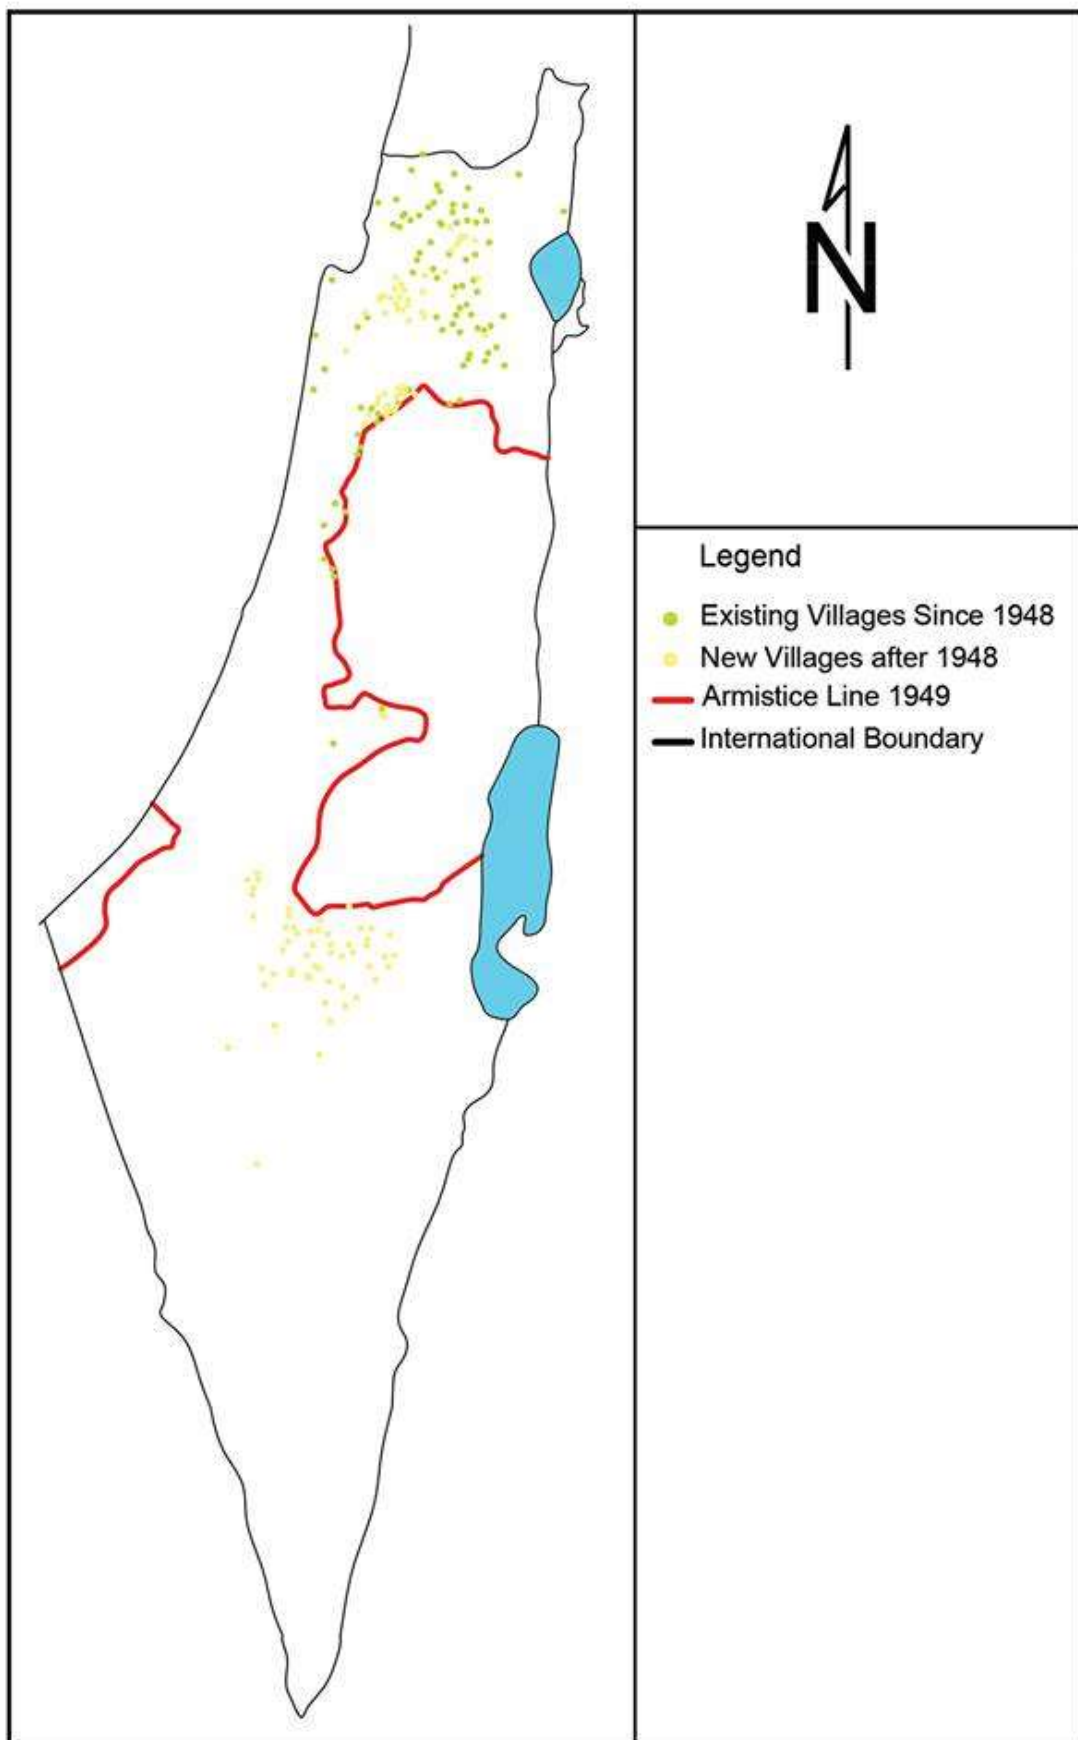 N
Legend
Existing Villages Since 1948
New Villages after 1948
Armistice Line 1949
International Boundary